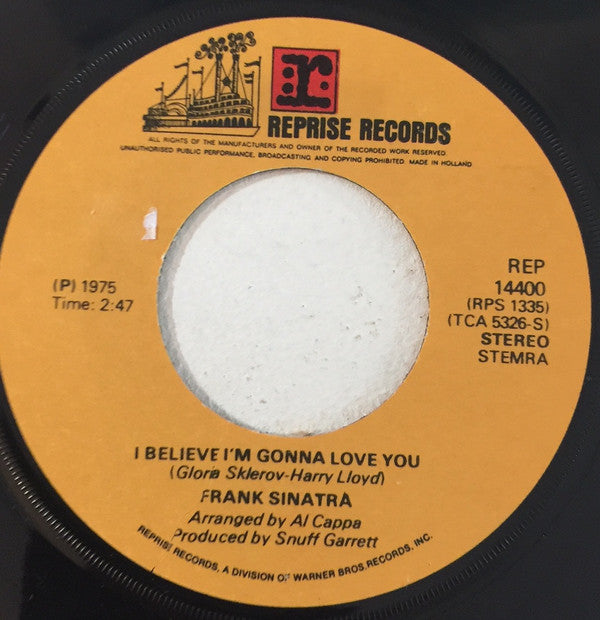 r:
REPRISE RECORDS
ALL RIGHTS OF THE MANUFACTURERS AND OWNER OF THE RECORDED WORK RESERVED
UNAUTHORISED PUBLIC PERFORMANCE, BROADCASTING AND COPYING PROHIBITED. MADE IN HOLLAND
(P) 1975
Time: 2:47
REP
14400
(RPS 1335)
(TCA 5326-S)
STEREO
STEMRA
I BELIEVE I'M GONNA LOVE YOU
(Gloria Sklerov-Harry Lloyd)
FRANK SINATRA
Arranged by Al Cappa
Produced by Snuff Garrett
REPRISE RECORDS, A DIVISION OF WARNER BROS. RECORDS, INC.